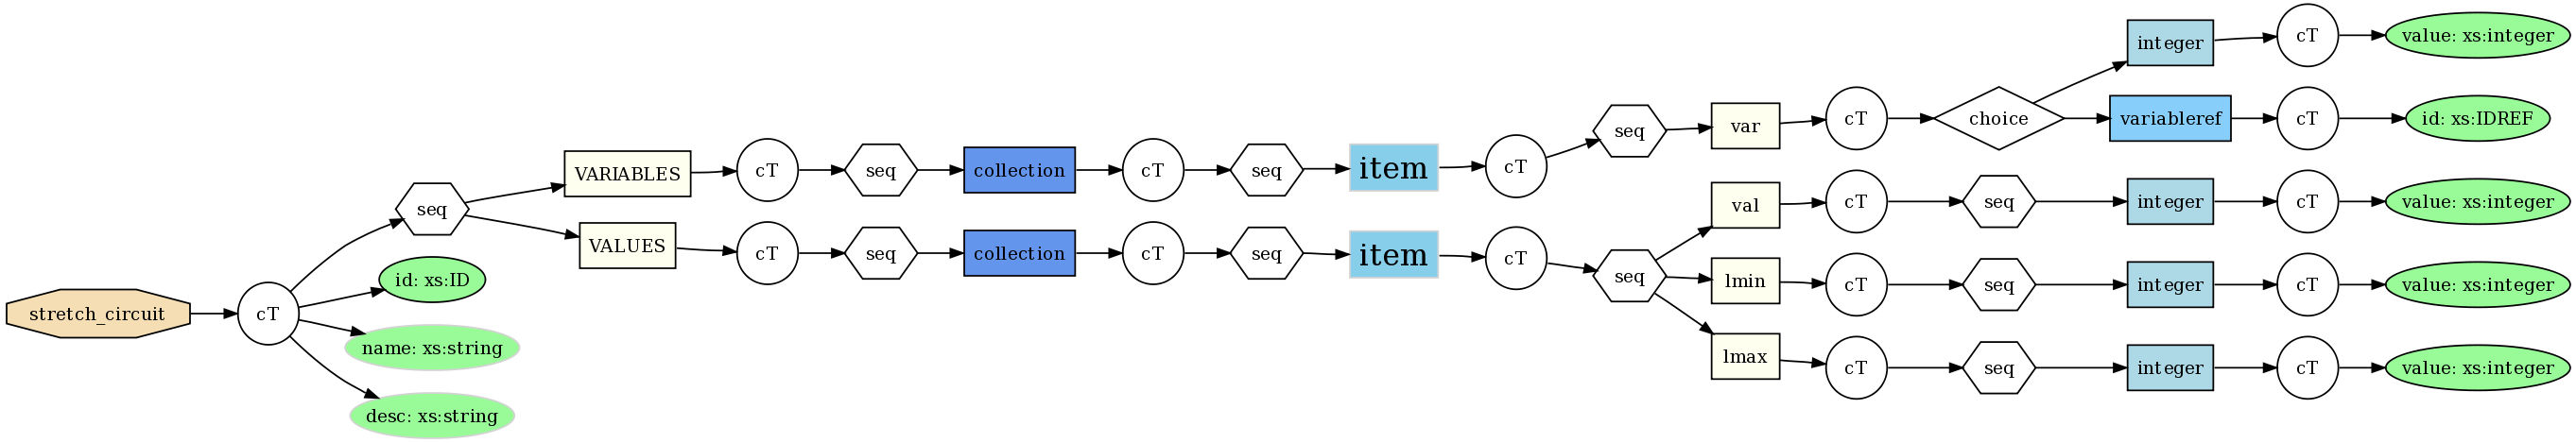 stretch_circuit
cT
seq
id: xs:ID
name: xs:string
desc: xs:string
VARIABLES
cT
seq
collection
cT
seq
item
cT
seq
var
cT
choice
integer
cT
value: xs:integer
variableref
cT
id: xs:IDREF
VALUES
cT
seq
collection
cT
seq
item
cT
seq
val
cT
seq
integer
cT
value: xs:integer
lmin
cT
seq
integer
cT
value: xs:integer
lmax
cT
seq
integer
cT
value: xs:integer